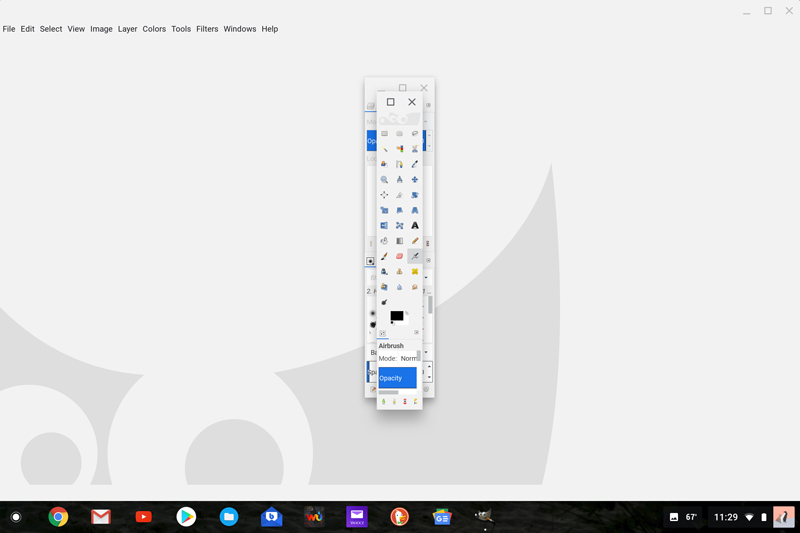 File Edit Select View Image Layer Colors Tools Filters Windows Help
Airbrush
Mode: Norm
Opacity
67°
11:29